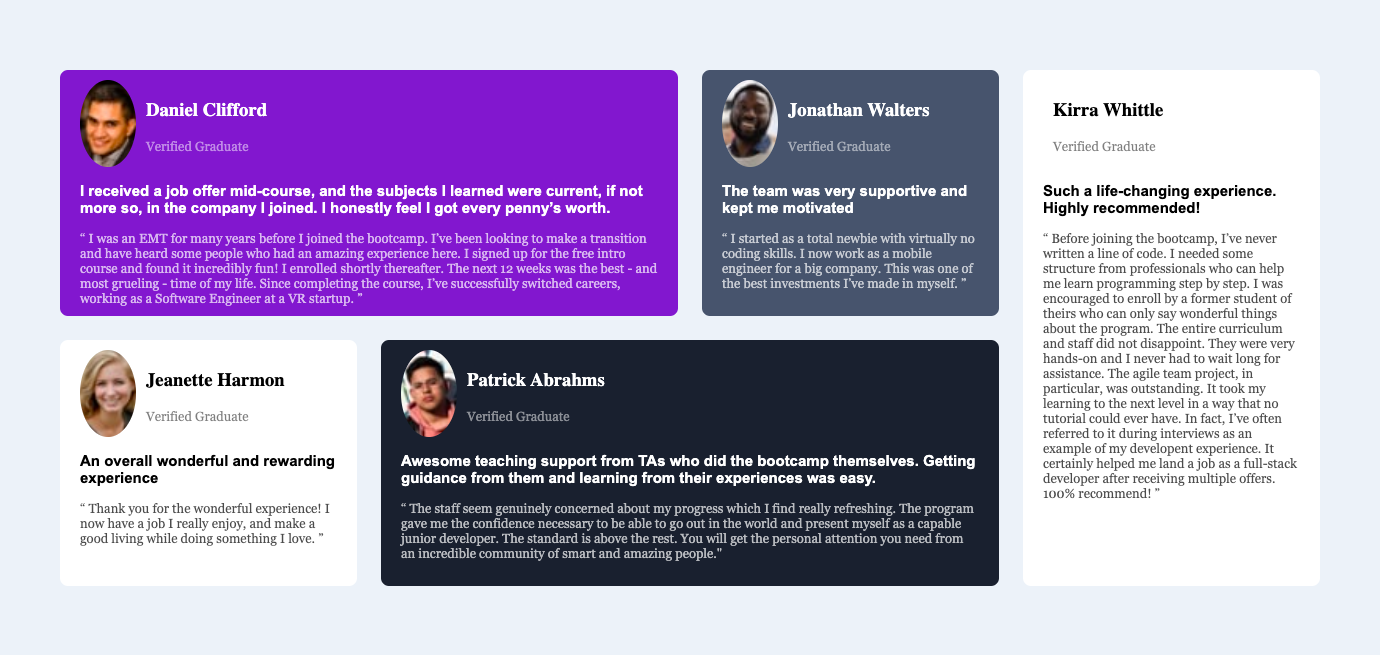 Daniel Clifford
Verified Graduate
I received a job offer mid-course, and the subjects I learned were current, if not
more so, in the company I joined. I honestly feel I got every penny’s worth.
“ I was an EMT for many years before I joined the bootcamp. I’ve been looking to make a transition
and have heard some people who had an amazing experience here. I signed up for the free intro
course and found it incredibly fun! I enrolled shortly thereafter. The next 12 weeks was the best - and
most grueling - time of my life. Since completing the course, I’ve successfully switched careers,
working as a Software Engineer at a VR startup. ”
Jonathan Walters
Verified Graduate
The team was very supportive and
kept me motivated
“ I started as a total newbie with virtually no
coding skills. I now work as a mobile
engineer for a big company. This was one of
the best investments I’ve made in myself. ”
Kirra Whittle
Verified Graduate
Such a life-changing experience.
Highly recommended!
“ Before joining the bootcamp, I’ve never
written a line of code. I needed some
structure from professionals who can help
me learn programming step by step. I was
encouraged to enroll by a former student of
theirs who can only say wonderful things
about the program. The entire curriculum
and staff did not disappoint. They were very
hands-on and I never had to wait long for
assistance. The agile team project, in
particular, was outstanding. It took my
learning to the next level in a way that no
tutorial could ever have. In fact, I’ve often
referred to it during interviews as an
example of my developent experience. It
certainly helped me land a job as a full-stack
developer after receiving multiple offers.
100% recommend! ”
Jeanette Harmon
Verified Graduate
An overall wonderful and rewarding
experience
“ Thank you for the wonderful experience! I
now have a job I really enjoy, and make a
good living while doing something I love. ”
Patrick Abrahms
Verified Graduate
Awesome teaching support from TAs who did the bootcamp themselves. Getting
guidance from them and learning from their experiences was easy.
“ The staff seem genuinely concerned about my progress which I find really refreshing. The program
gave me the confidence necessary to be able to go out in the world and present myself as a capable
junior developer. The standard is above the rest. You will get the personal attention you need from
an incredible community of smart and amazing people."